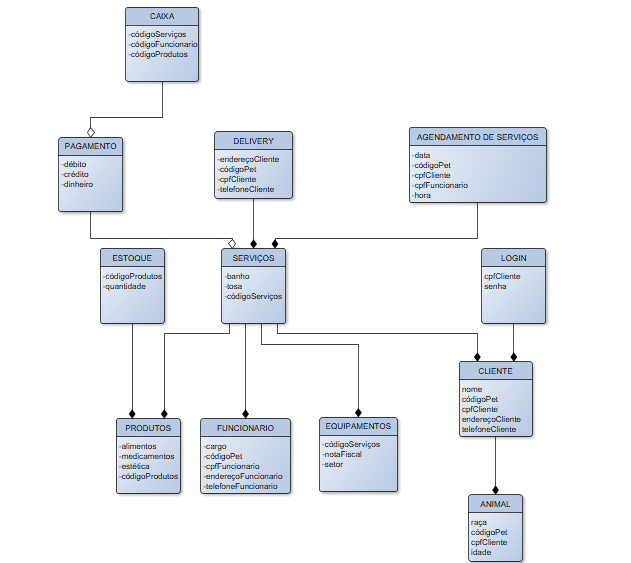 CAIXA
-códigoServiços
-códigoFuncionario
-códigoProdutos
PAGAMENTO
-débito
-crédito
-dinheiro
DELIVERY
-endereçoCliente
-códigoPet
-cpfCliente
-telefoneCliente
AGENDAMENTO DE SERVIÇOS
-data
-códigoPet
-cpfCliente
-cpfFuncionario
-hora
ESTOQUE
-códigoProdutos
-quantidade
SERVIÇOS
-banho
-tosa
-códigoServiços
LOGIN
cpfCliente
senha
CLIENTE
nome
códigoPet
cpfCliente
endereçoCliente
telefoneCliente
PRODUTOS
-alimentos
-medicamentos
-estética
-códigoProdutos
FUNCIONARIO
-cargo
-códigoPet
-cpfFuncionario
-endereçoFuncionario
-telefoneFuncionario
EQUIPAMENTOS
-códigoServiços
-notaFiscal
-setor
ANIMAL
raça
códigoPet
cpfCliente
idade